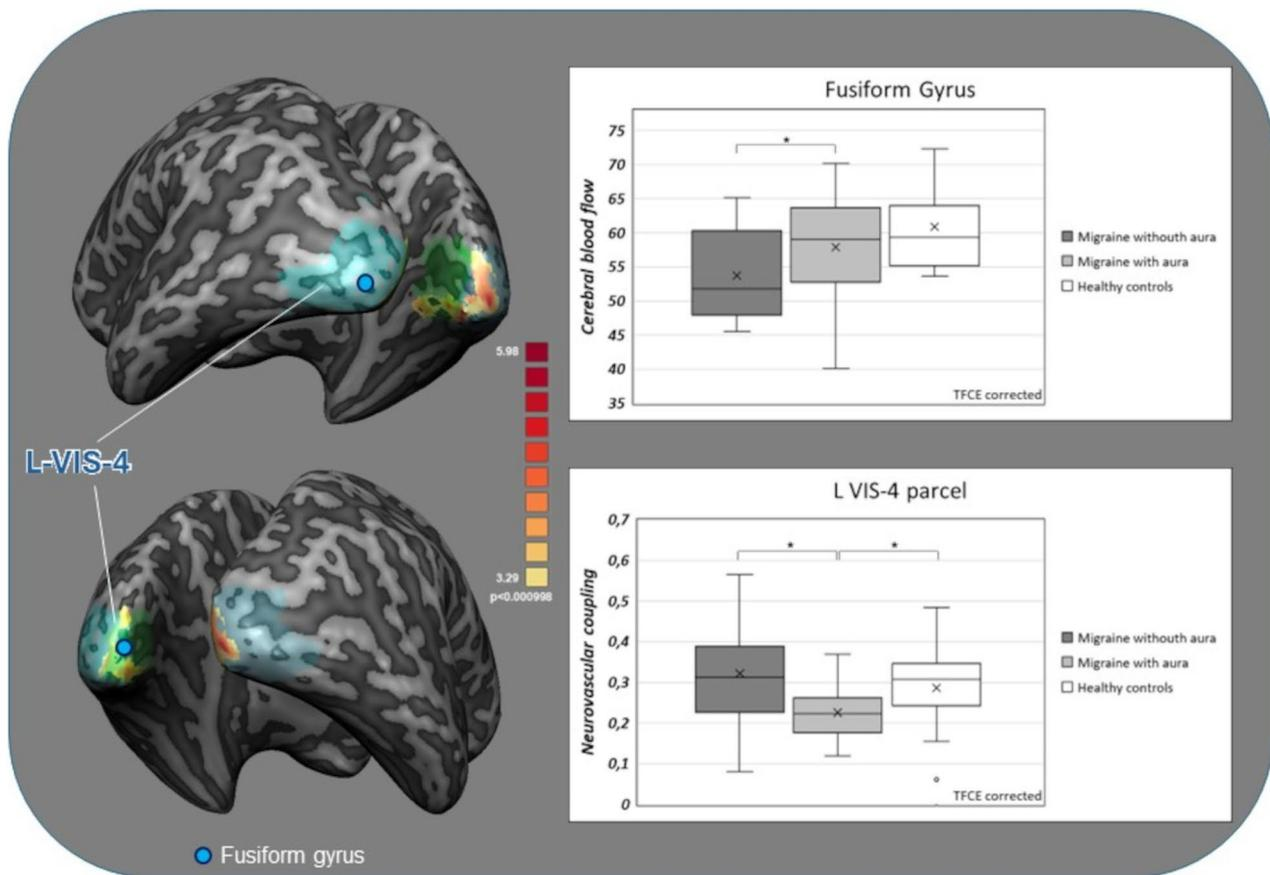 Fusiform Gyrus
Cerebral blood flow
75
70
65
60
55
50
45
40
35
*
TFCE corrected
Migraine withouth aura
Migraine with aura
Healthy controls
L-VIS-4
5.98
3.29
p<0.000998
L VIS-4 parcel
Neurovascular coupling
0,7
0,6
0,5
0,4
0,3
0,2
0,1
0
* *
TFCE corrected
Migraine withouth aura
Migraine with aura
Healthy controls
Fusiform gyrus